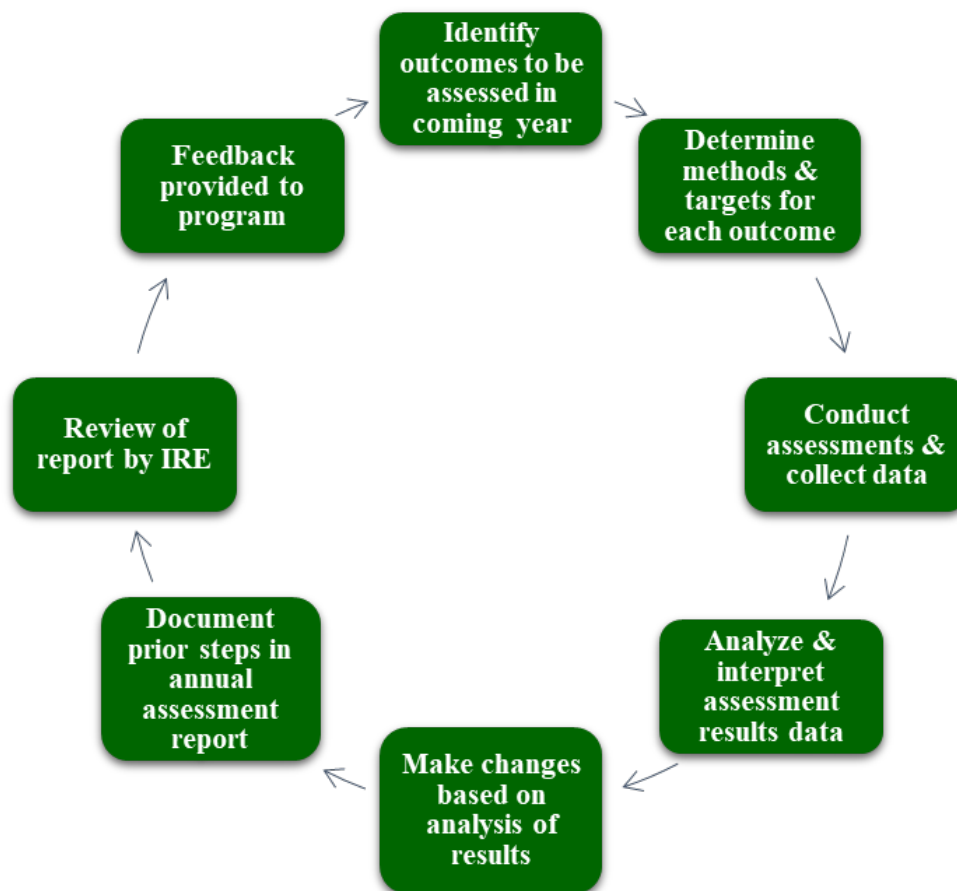 Identify
outcomes to be
assessed in
coming year
Determine
methods &
targets for
each outcome
Conduct
assessments &
collect data
Analyze &
interpret
assessment
results data
Make changes
based on
analysis of
results
Document
prior steps in
annual
assessment
report
Review of
report by IRE
Feedback
provided to
program